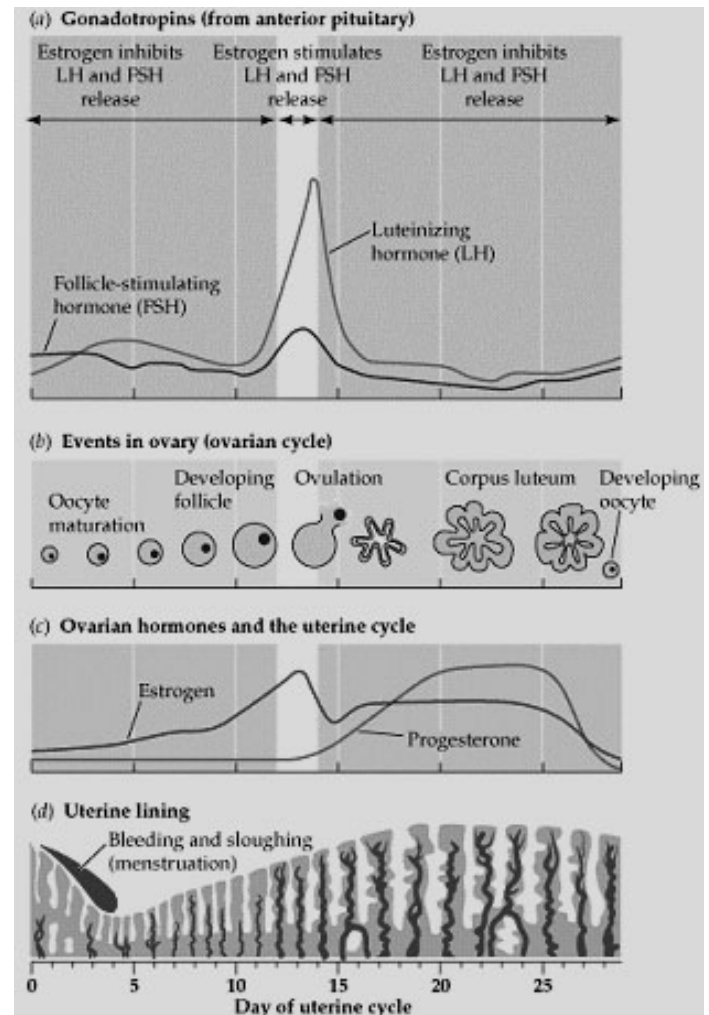 (a) Gonadotropins (from anterior pituitary)
Estrogen inhibits
LH and FSH
release
Estrogen stimulates
LH and FSH
release
Estrogen inhibits
LH and FSH
release
Luteinizing
hormone (LH)
Follicle-stimulating
hormone (FSH)
(b) Events in ovary (ovarian cycle)
Oocyte
maturation
Developing
follicle
Ovulation
Corpus luteum
Developing
oocyte
(c) Ovarian hormones and the uterine cycle
Estrogen
Progesterone
(d) Uterine lining
Bleeding and sloughing
(menstruation)
0 5 10 15 20 25
Day of uterine cycle